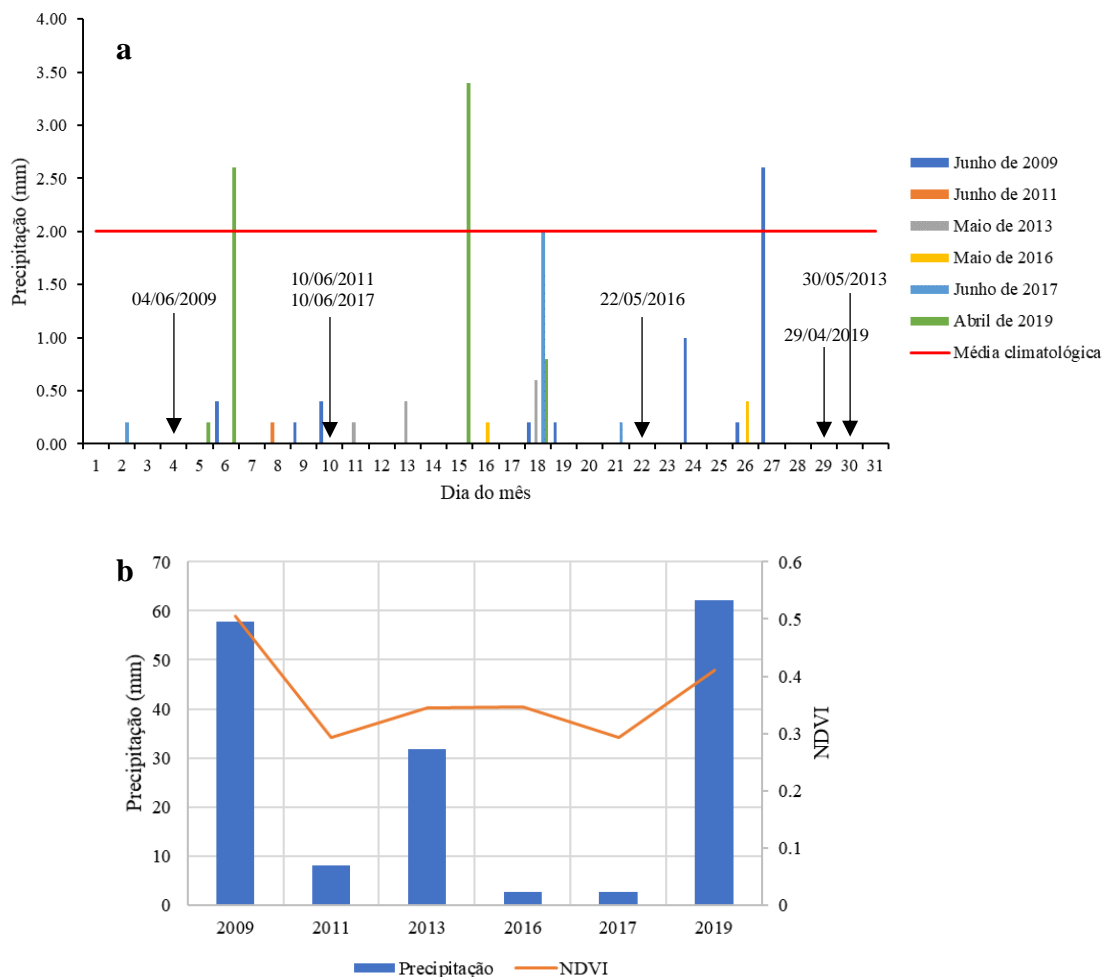 a
4.00
3.50
3.00
2.50
2.00
1.50
1.00
0.50
0.00
Precipitação (mm)
04/06/2009
10/06/2011
10/06/2017
22/05/2016
29/04/2019
30/05/2013
1 2 3 4 5 6 7 8 9 10 11 12 13 14 15 16 17 18 19 20 21 22 23 24 25 26 27 28 29 30 31
Dia do mês
Junho de 2009
Junho de 2011
Maio de 2013
Maio de 2016
Junho de 2017
Abril de 2019
Média climatológica
b
70
60
50
40
30
20
10
0
Precipitação (mm)
0.6
0.5
0.4
0.3
0.2
0.1
0
NDVI
2009 2011 2013 2016 2017 2019
Precipitação NDVI